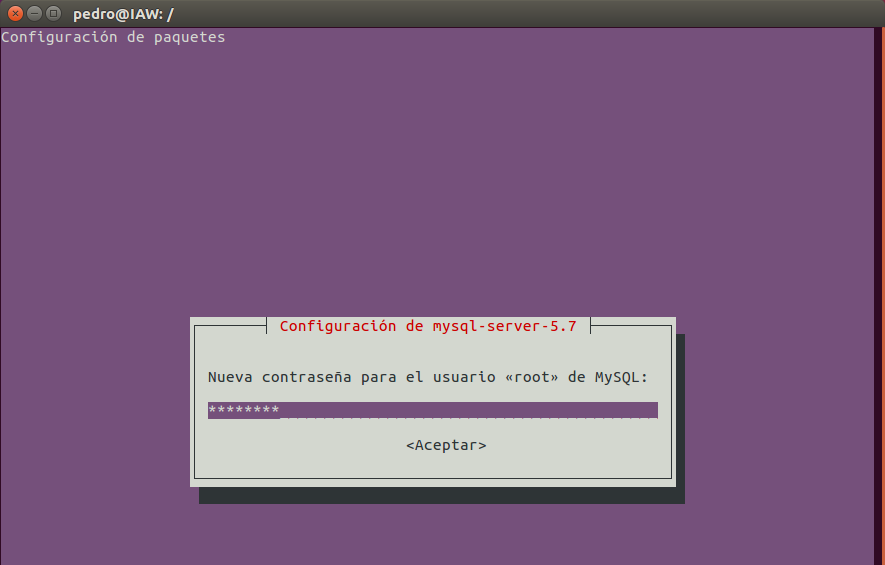 pedro@IAW: /
Configuración de paquetes
Configuración de mysql-server-5.7
Nueva contraseña para el usuario «root» de MySQL:
********
<Aceptar>